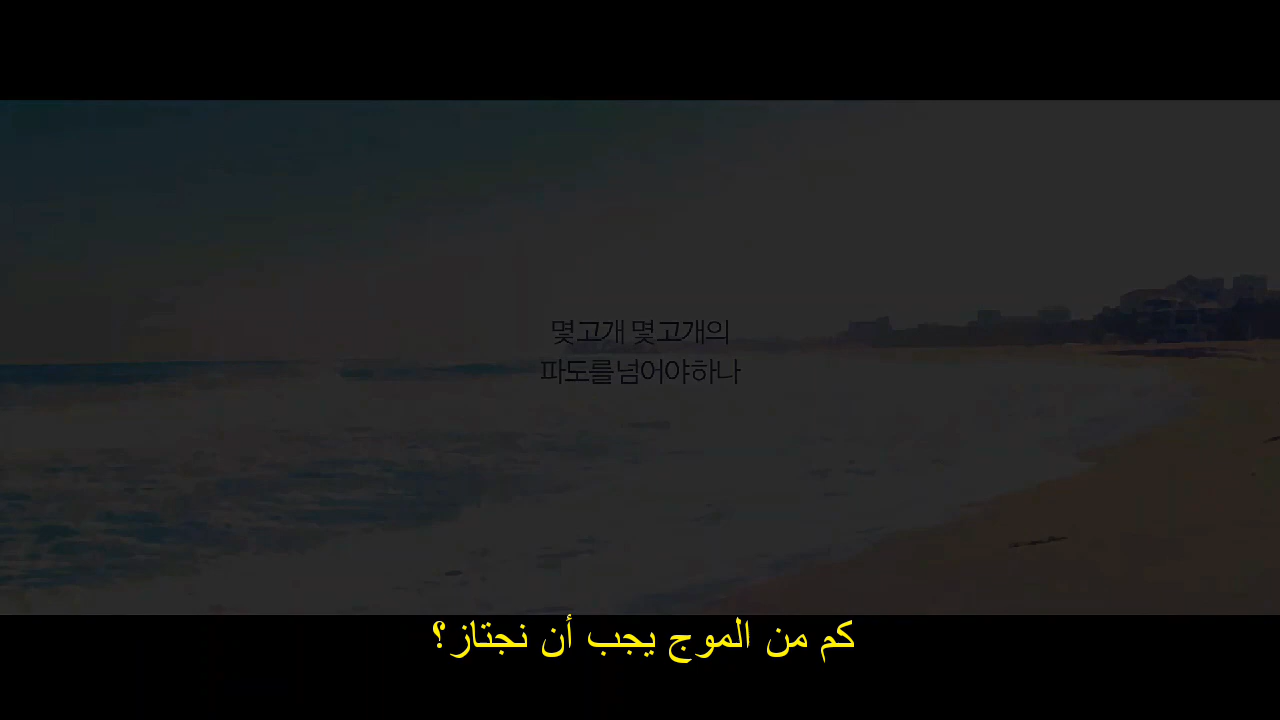 몇고개 몇고개의
파도를넘어야하나
كم من الموج يجب أن نجتاز؟